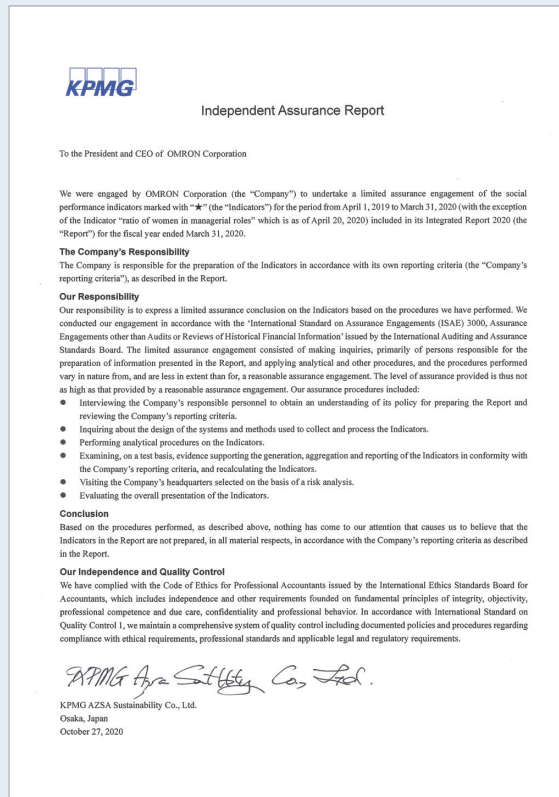 KPMG
Independent Assurance Report
To the President and CEO of OMRON Corporation
We were engaged by OMRON Corporation (the “Company”) to undertake a limited assurance engagement of the social
performance indicators marked with “★” (the “Indicators”) for the period from April 1, 2019 to March 31, 2020 (with the exception
of the Indicator “ratio of women in managerial roles” which is as of April 20, 2020) included in its Integrated Report 2020 (the
“Report”) for the fiscal year ended March 31, 2020.
The Company’s Responsibility
The Company is responsible for the preparation of the Indicators in accordance with its own reporting criteria (the “Company’s
reporting criteria”), as described in the Report.
Our Responsibility
Our responsibility is to express a limited assurance conclusion on the Indicators based on the procedures we have performed. We
conducted our engagement in accordance with the ‘International Standard on Assurance Engagements (ISAE) 3000, Assurance
Engagements other than Audits or Reviews of Historical Financial Information’ issued by the International Auditing and Assurance
Standards Board. The limited assurance engagement consisted of making inquiries, primarily of persons responsible for the
preparation of information presented in the Report, and applying analytical and other procedures, and the procedures performed
vary in nature from, and are less in extent than for, a reasonable assurance engagement. The level of assurance provided is thus not
as high as that provided by a reasonable assurance engagement. Our assurance procedures included:
● Interviewing the Company’s responsible personnel to obtain an understanding of its policy for preparing the Report and
reviewing the Company’s reporting criteria.
● Inquiring about the design of the systems and methods used to collect and process the Indicators.
● Performing analytical procedures on the Indicators.
● Examining, on a test basis, evidence supporting the generation, aggregation and reporting of the Indicators in conformity with
the Company’s reporting criteria, and recalculating the Indicators.
● Visiting the Company’s headquarters selected on the basis of a risk analysis.
● Evaluating the overall presentation of the Indicators.
Conclusion
Based on the procedures performed, as described above, nothing has come to our attention that causes us to believe that the
Indicators in the Report are not prepared, in all material respects, in accordance with the Company’s reporting criteria as described
in the Report.
Our Independence and Quality Control
We have complied with the Code of Ethics for Professional Accountants issued by the International Ethics Standards Board for
Accountants, which includes independence and other requirements founded on fundamental principles of integrity, objectivity,
professional competence and due care, confidentiality and professional behavior. In accordance with International Standard on
Quality Control 1, we maintain a comprehensive system of quality control including documented policies and procedures regarding
compliance with ethical requirements, professional standards and applicable legal and regulatory requirements.
KPMG Co., Ltd.
KPMG AZSA Sustainability Co., Ltd.
Osaka, Japan
October 27, 2020